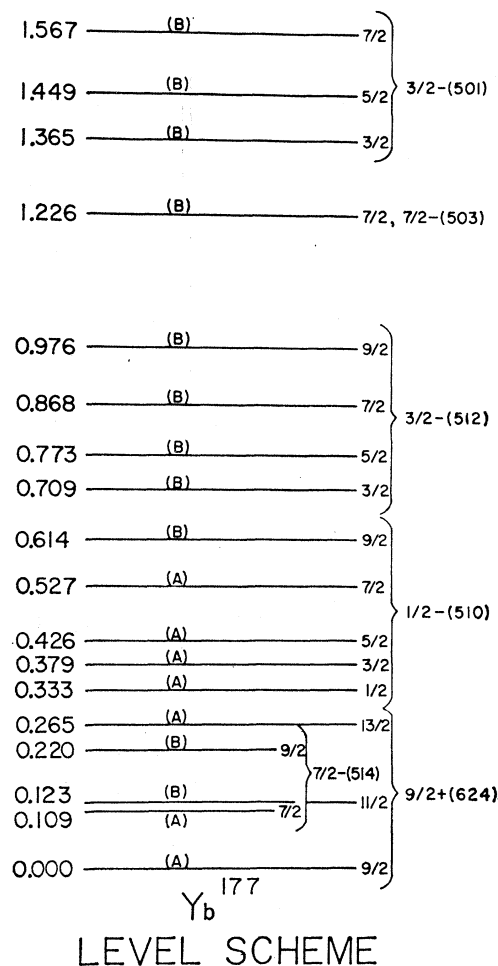 1.567 (B) 7/2
1.449 (B) 5/2 3/2-(501)
1.365 (B) 3/2
1.226 (B) 7/2, 7/2-(503)
0.976 (B) 9/2
0.868 (B) 7/2 3/2-(512)
0.773 (B) 5/2
0.709 (B) 3/2
0.614 (B) 9/2
0.527 (A) 7/2 1/2-(510)
0.426 (A) 5/2
0.379 (A) 3/2
0.333 (A) 1/2
0.265 (A) 13/2
0.220 (B) 9/2 7/2-(514)
0.123 (B) 11/2 9/2+(624)
0.109 (A) 7/2
0.000 (A) 9/2
Yb 177
LEVEL SCHEME